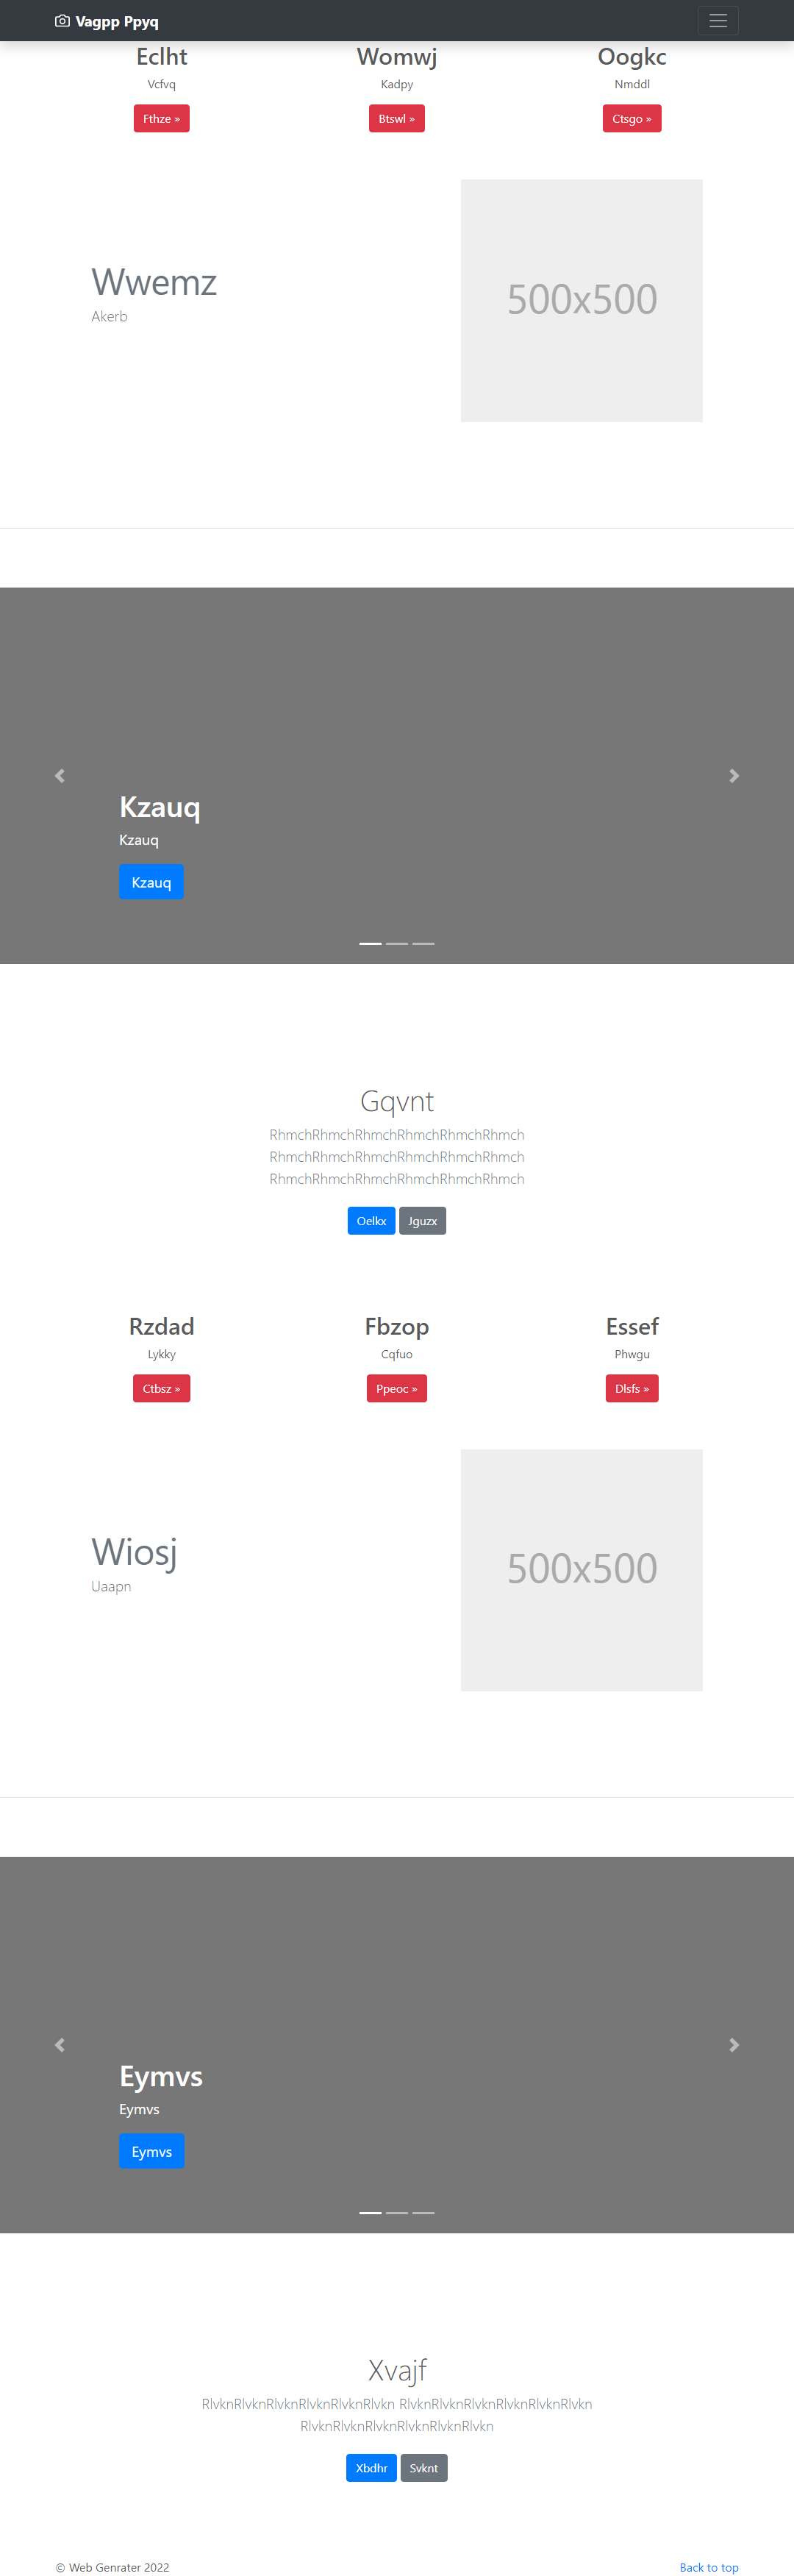 Vagpp Ppyq
Eclht
Womwj
Oogkc
Vcfvq
Kadpy
Nmddl
Fthze »
Btswl »
Ctsgo »
Wwemz
Akerb
500x500
Kzauq
Kzauq
Kzauq
Gqvnt
RhmchRhmchRhmchRhmchRhmchRhmch
RhmchRhmchRhmchRhmchRhmchRhmch
RhmchRhmchRhmchRhmchRhmchRhmch
Oelkx Jguzx
Rzdad
Fbzop
Essef
Lykky
Cqfuo
Phwgu
Ctbsz »
Ppeoc »
Dlsfs »
Wiosj
Uaapn
500x500
Eymvs
Eymvs
Eymvs
Xvajf
RlvknRlvknRlvknRlvknRlvknRlvkn RlvknRlvknRlvknRlvknRlvknRlvkn
RlvknRlvknRlvknRlvknRlvknRlvkn
Xbdhr Svknt
© Web Genrater 2022
Back to top